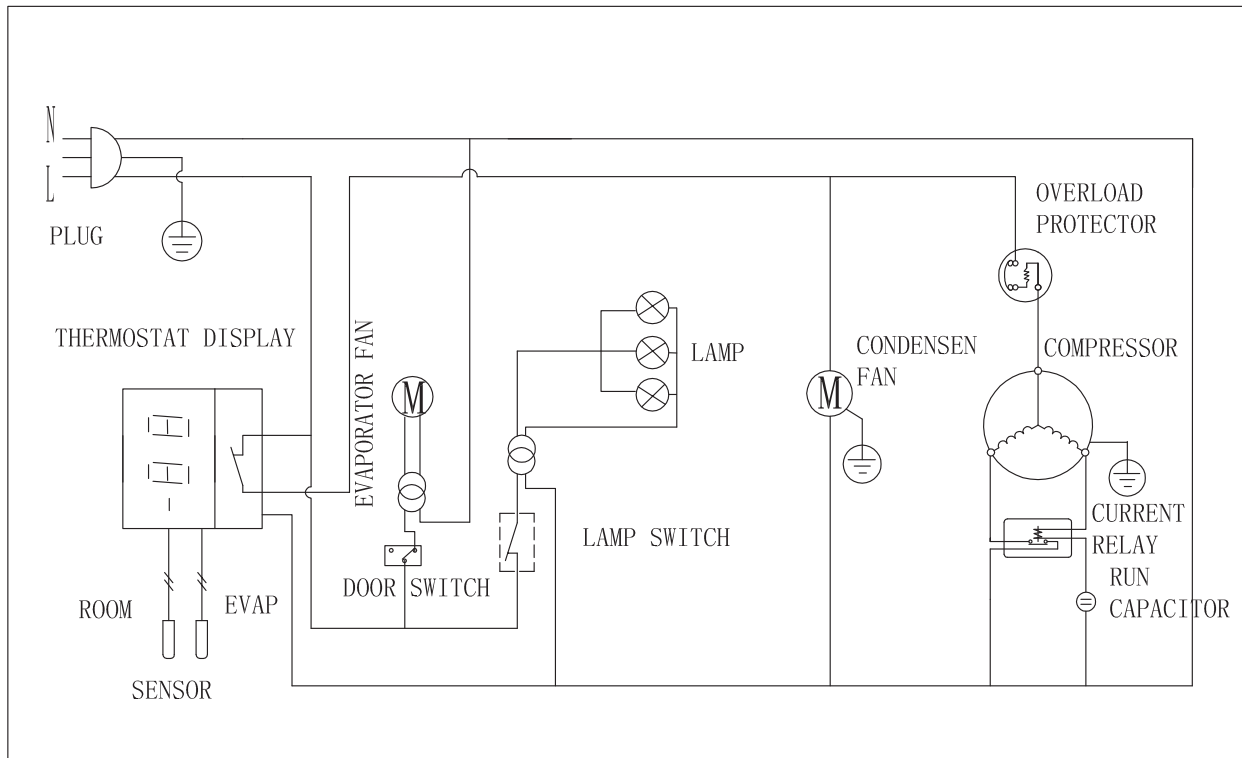 N
L
PLUG
OVERLOAD
PROTECTOR
THERMOSTAT DISPLAY
EVAPORATOR FAN
M
LAMP
CONDENSEN
FAN
M
COMPRESSOR
LAMP SWITCH
DOOR SWITCH
CURRENT
RELAY
RUN
CAPACITOR
ROOM
EVAP
SENSOR